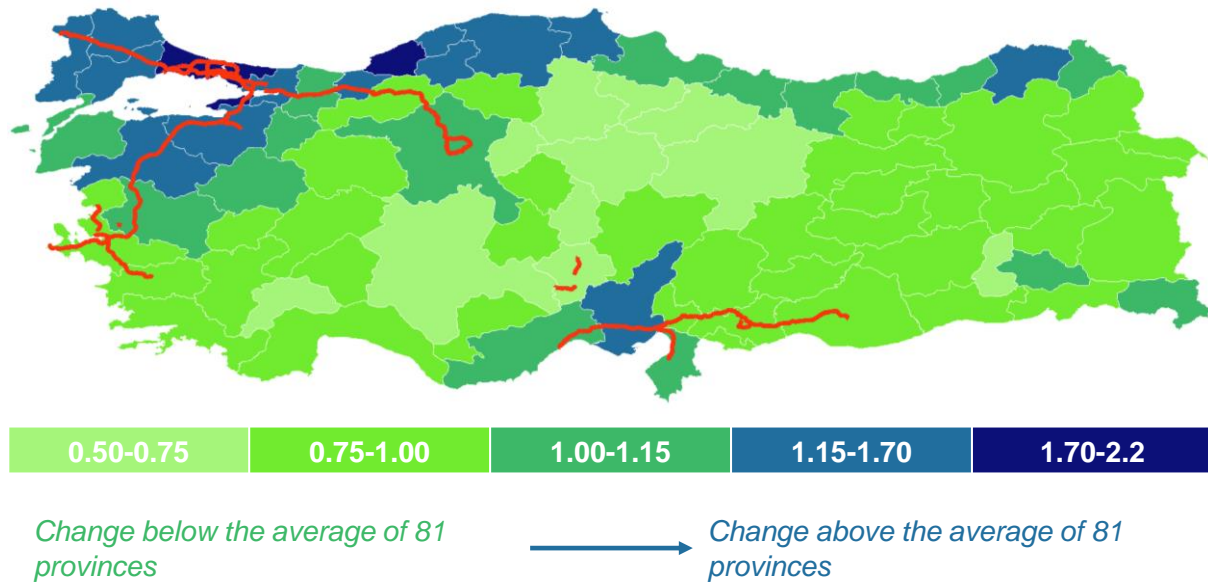 0.50-0.75 0.75-1.00 1.00-1.15 1.15-1.70 1.70-2.2
Change below the average of 81
provinces
Change above the average of 81
provinces